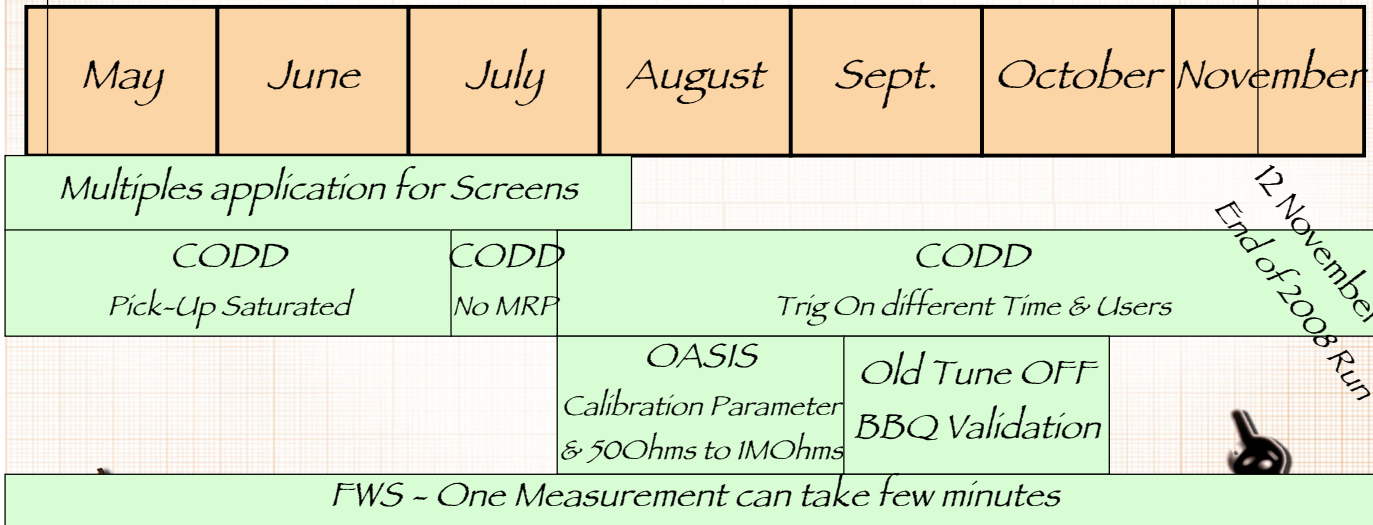 May June July August Sept. October November
Multiples application for Screens
12 November
End of 2008 Run
CODD
Pick-Up Saturated
CODD
No MRP
CODD
Trig On different Time & Users
OASIS
Calibration Parameter
& 50Ohms to 1MOhms
Old Tune OFF
BBQ Validation
FWS - One Measurement can take few minutes